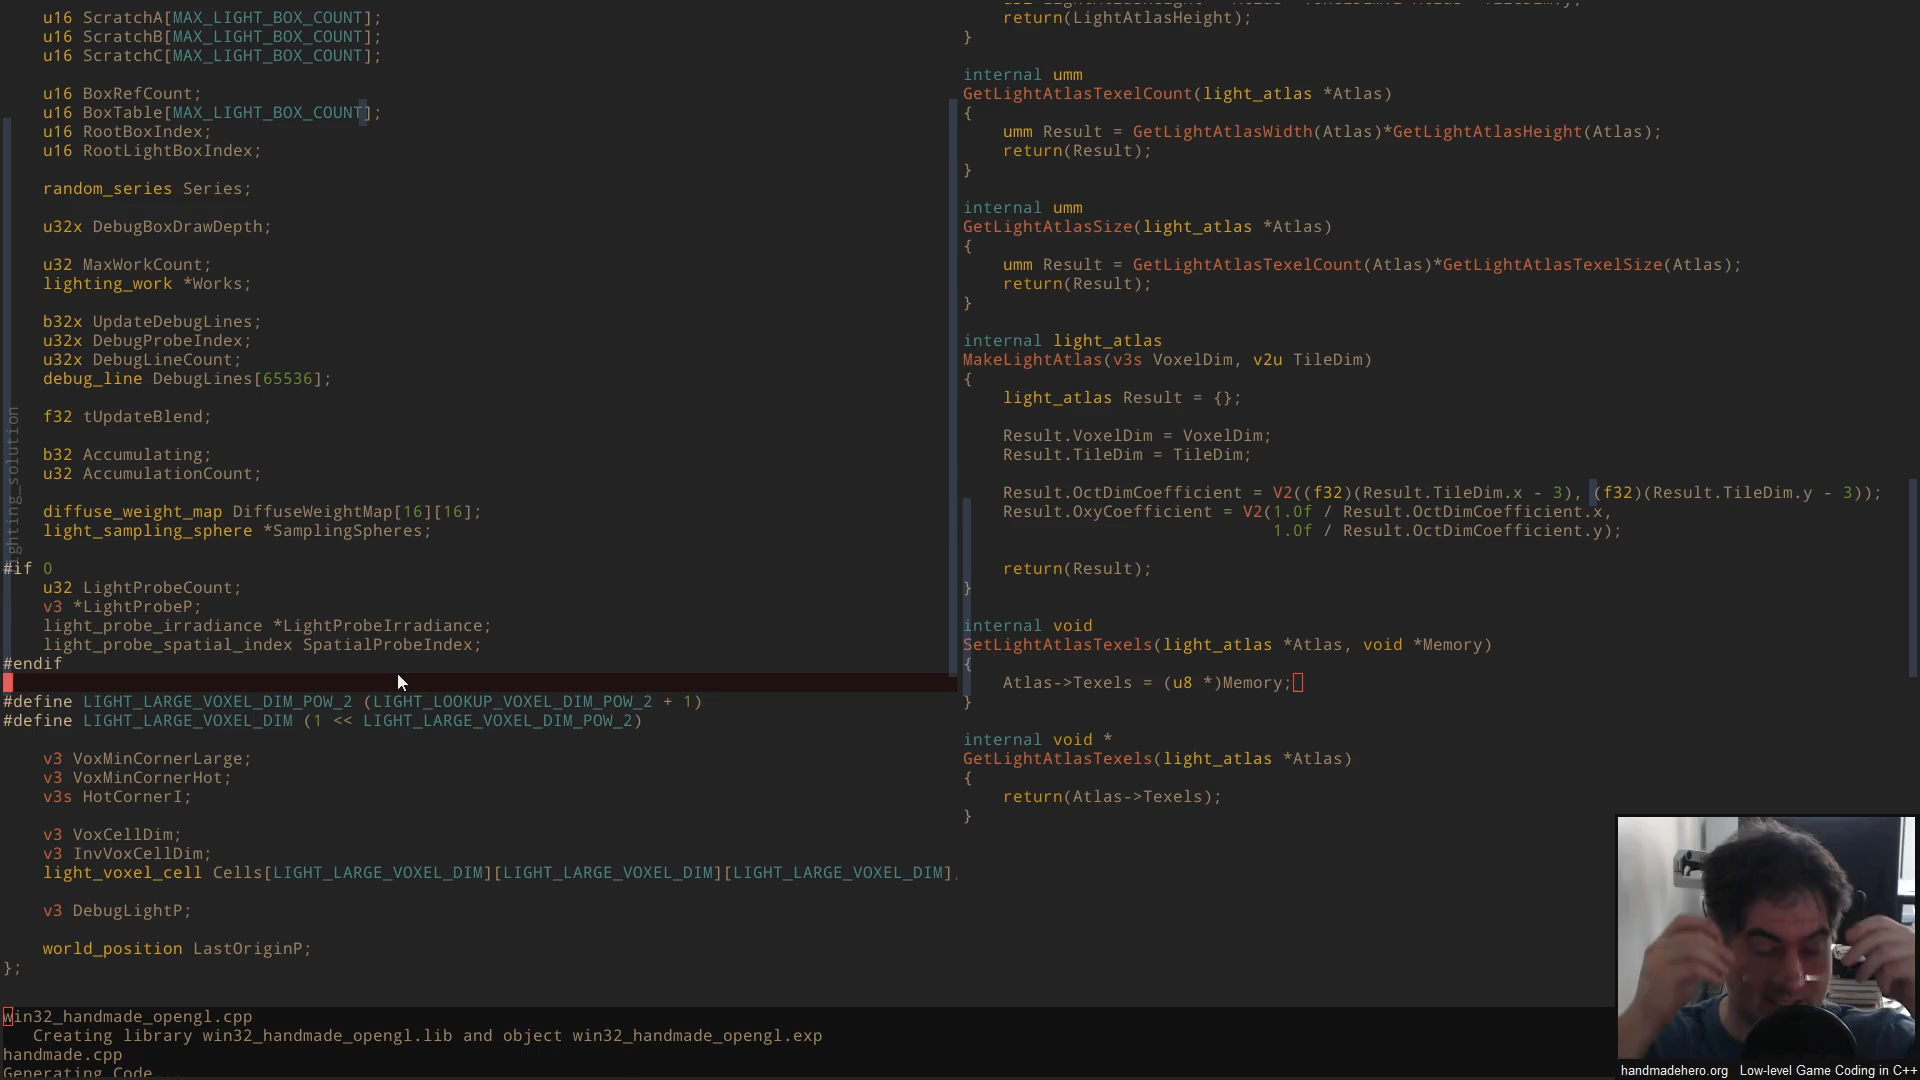 u16 ScratchA[MAX_LIGHT_BOX_COUNT];
u16 ScratchB[MAX_LIGHT_BOX_COUNT];
u16 ScratchC[MAX_LIGHT_BOX_COUNT];
u16 BoxRefCount;
u16 BoxTable[MAX_LIGHT_BOX_COUNT];
u16 RootBoxIndex;
u16 RootLightBoxIndex;
random_series Series;
u32x DebugBoxDrawDepth;
u32 MaxWorkCount;
lighting_work *Works;
b32x UpdateDebugLines;
u32x DebugProbeIndex;
u32x DebugLineCount;
debug_line DebugLines[65536];
f32 tUpdateBlend;
b32 Accumulating;
u32 AccumulationCount;
diffuse_weight_map DiffuseWeightMap[16][16];
light_sampling_sphere *SamplingSpheres;
#if 0
u32 LightProbeCount;
v3 *LightProbeP;
light_probe_irradiance *LightProbeIrradiance;
light_probe_spatial_index SpatialProbeIndex;
#endif
#define LIGHT_LARGE_VOXEL_DIM_POW_2 (LIGHT_LOOKUP_VOXEL_DIM_POW_2 + 1)
#define LIGHT_LARGE_VOXEL_DIM (1 << LIGHT_LARGE_VOXEL_DIM_POW_2)
v3 VoxMinCornerLarge;
v3 VoxMinCornerHot;
v3s HotCornerI;
v3 VoxCellDim;
v3 InvVoxCellDim;
light_voxel_cell Cells[LIGHT_LARGE_VOXEL_DIM][LIGHT_LARGE_VOXEL_DIM][LIGHT_LARGE_VOXEL_DIM]
v3 DebugLightP;
world_position LastOriginP;
};
return(LightAtlasHeight);
}
internal umm
GetLightAtlasTexelCount(light_atlas *Atlas)
{
umm Result = GetLightAtlasWidth(Atlas)*GetLightAtlasHeight(Atlas);
return(Result);
}
internal umm
GetLightAtlasSize(light_atlas *Atlas)
{
umm Result = GetLightAtlasTexelCount(Atlas)*GetLightAtlasTexelSize(Atlas);
return(Result);
}
internal light_atlas
MakeLightAtlas(v3s VoxelDim, v2u TileDim)
{
light_atlas Result = {};
Result.VoxelDim = VoxelDim;
Result.TileDim = TileDim;
Result.OctDimCoefficient = V2((f32)(Result.TileDim.x - 3), (f32)(Result.TileDim.y - 3));
Result.OxyCoefficient = V2(1.0f / Result.OctDimCoefficient.x,
1.0f / Result.OctDimCoefficient.y);
return(Result);
}
internal void
SetLightAtlasTexels(light_atlas *Atlas, void *Memory)
{
Atlas->Texels = (u8 *)Memory;
}
internal void *
GetLightAtlasTexels(light_atlas *Atlas)
{
return(Atlas->Texels);
}
win32_handmade_opengl.cpp
Creating library win32_handmade_opengl.lib and object win32_handmade_opengl.exp
handmade.cpp
Generating Code...
handmadehero.org Low-level Game Coding in C++